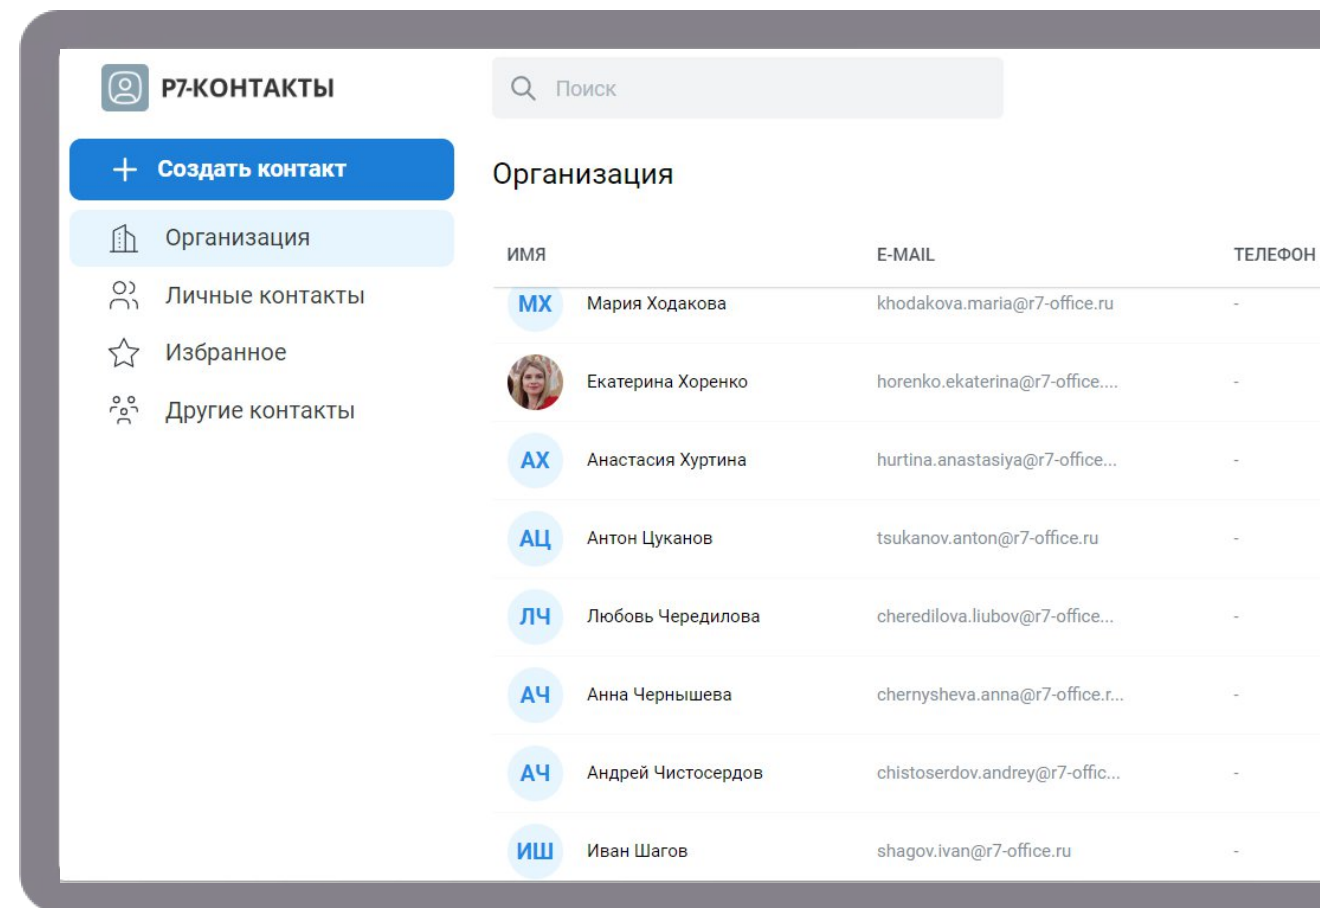 Р7-КОНТАКТЫ
Поиск
Создать контакт
Организация
Личные контакты
Избранное
Другие контакты
Организация
ИМЯ E-MAIL ТЕЛЕФОН
МХ Мария Ходакова khodakova.maria@r7-office.ru -
Екатерина Хоренко horenko.ekaterina@r7-office.... -
АХ Анастасия Хуртина hurtina.anastasiya@r7-office... -
АЦ Антон Цуканов tsukanov.anton@r7-office.ru -
ЛЧ Любовь Чередилова cheredilova.liubov@r7-office... -
АЧ Анна Чернышева chernysheva.anna@r7-office.r... -
АЧ Андрей Чистосердов chistoserdov.andrey@r7-offic... -
ИШ Иван Шагов shagov.ivan@r7-office.ru -